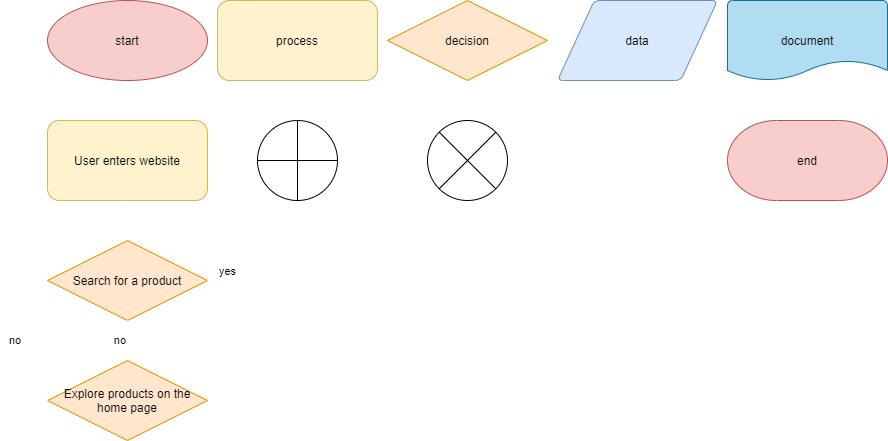 start
process
decision
data
document
User enters website
end
Search for a product
yes
no
no
Explore products on the
home page